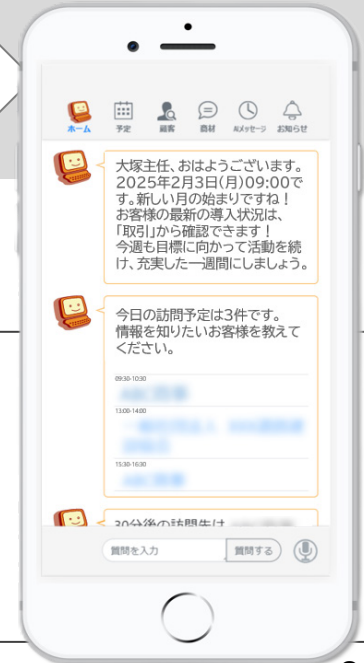 ホーム
予定
顧客
商材
AIメッセージ
お知らせ
大塚主任、おはようございます。
2025年2月3日(月)09:00で
す。新しい月の始まりですね！
お客様の最新の導入状況は、
「取引」から確認できます！
今週も目標に向かって活動を続
け、充実した一週間にしましょう。
今日の訪問予定は3件です。
情報を知りたいお客様を教えて
ください。
09:30-10:30
13:00-14:00
15:30-16:30
30分後の訪問先は
質問を入力
質問する